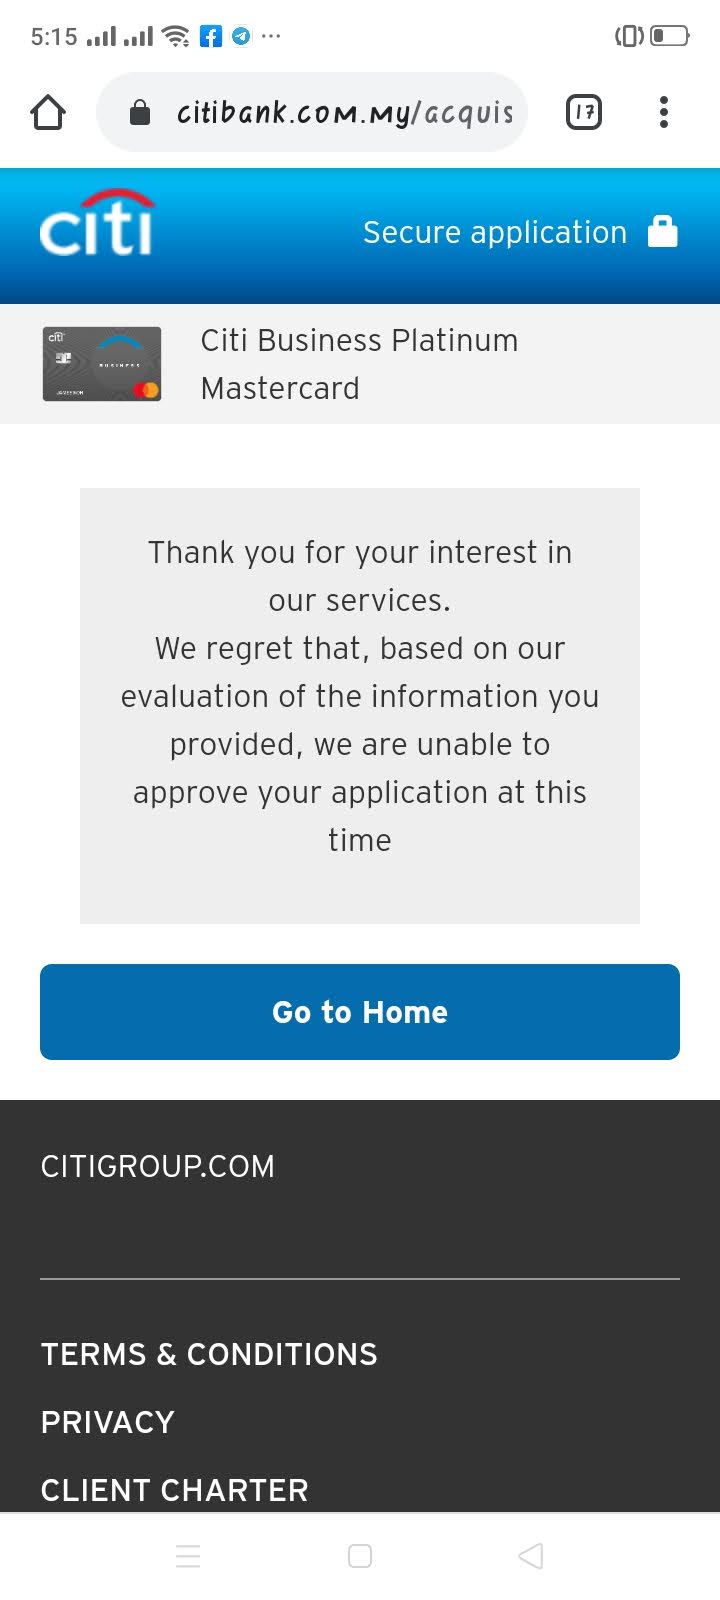 5:15
citibank.com.my/acquis
17
citi
Secure application
citi
BUSINESS
Citi Business Platinum
Mastercard
Thank you for your interest in
our services.
We regret that, based on our
evaluation of the information you
provided, we are unable to
approve your application at this
time
Go to Home
CITIGROUP.COM
TERMS & CONDITIONS
PRIVACY
CLIENT CHARTER